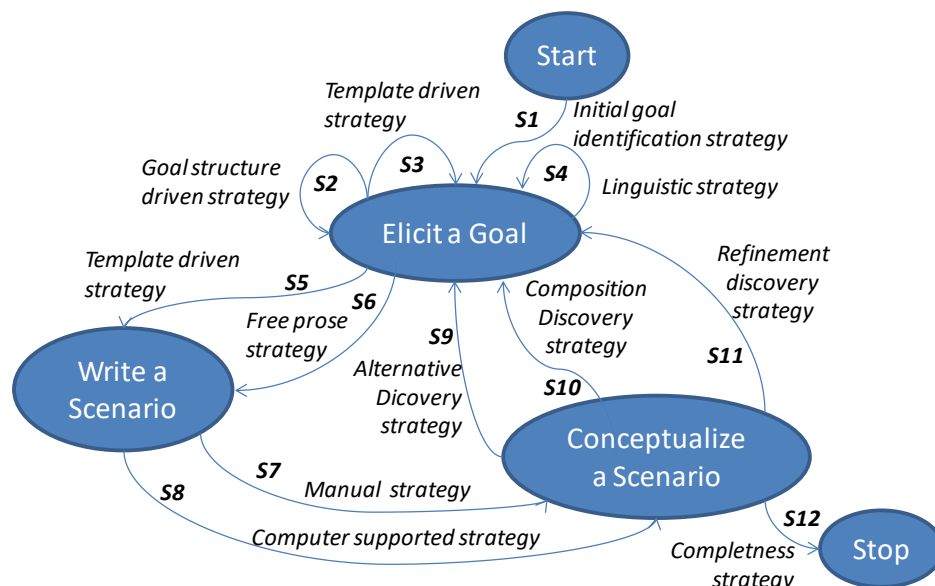 Start
Template driven
strategy
S1
Initial goal
identification strategy
Goal structure
driven strategy
S2
S3
S4
Linguistic strategy
Elicit a Goal
Template driven
strategy
S5
S6
Free prose
strategy
S9
Alternative
Dicovery
strategy
Composition
Discovery
strategy
S10
Refinement
discovery
strategy
S11
Write a
Scenario
Conceptualize
a Scenario
S7
Manual strategy
S8
Computer supported strategy
S12
Completness
strategy
Stop